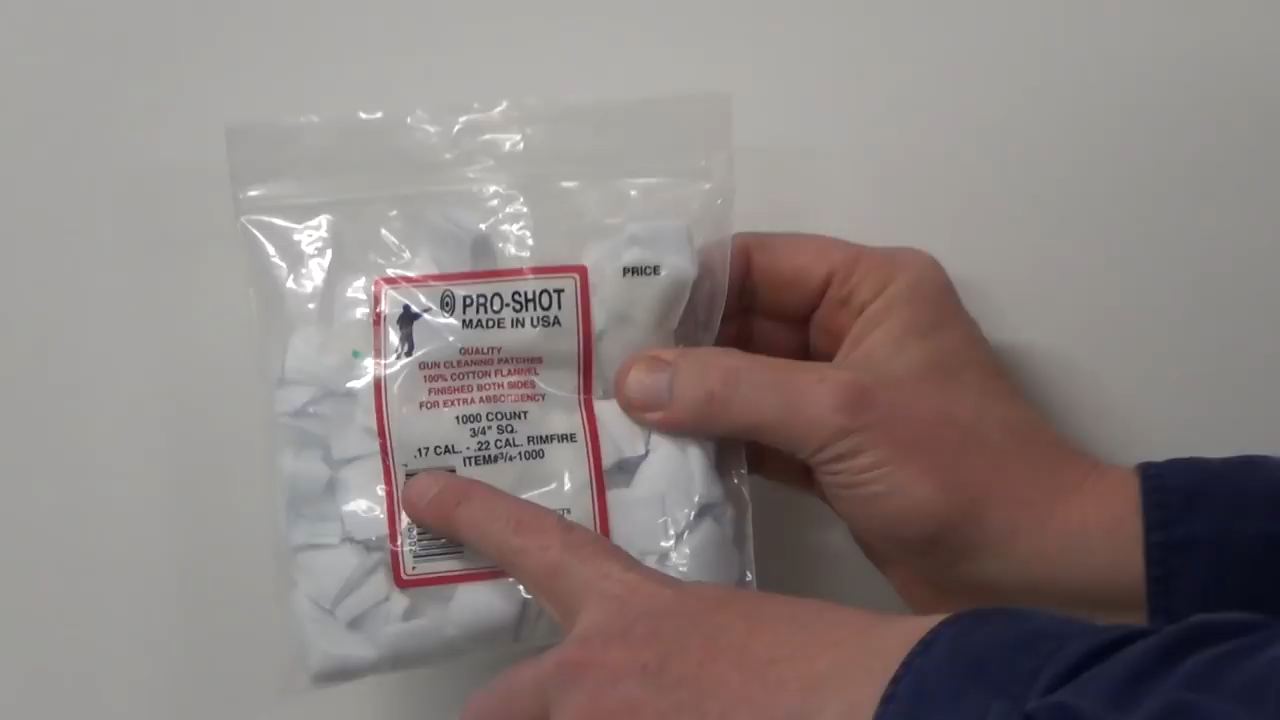 PRICE
PRO-SHOT
MADE IN USA
QUALITY
GUN CLEANING PATCHES
100% COTTON FLANNEL
FINISHED BOTH SIDES
FOR EXTRA ABSORBENCY
1000 COUNT
3/4" SQ.
.17 CAL. - .22 CAL. RIMFIRE
ITEM#3/4-1000